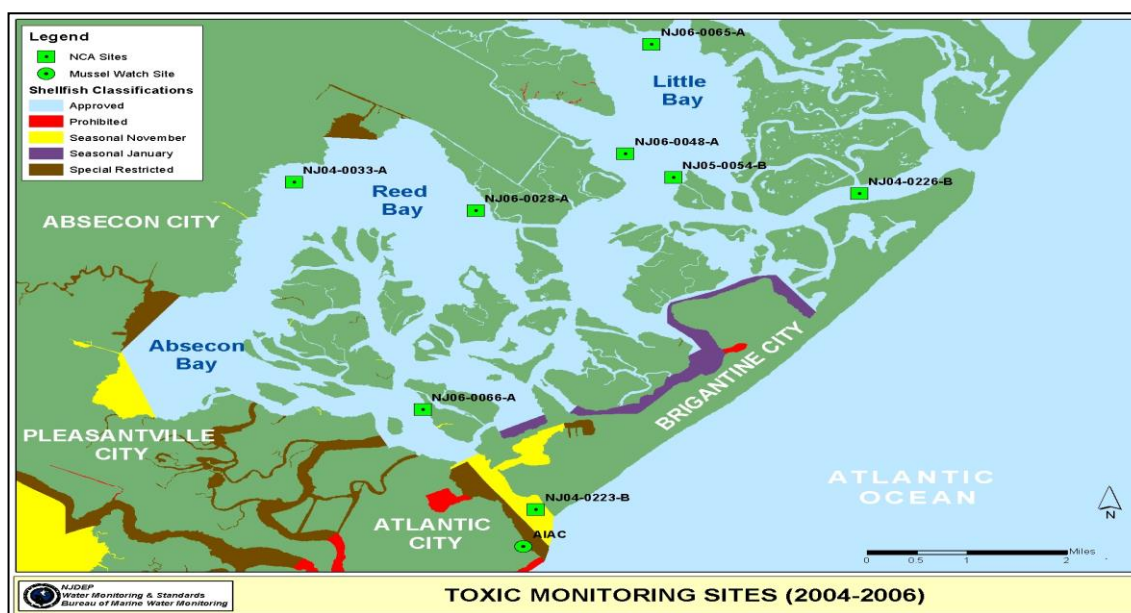 Legend
NCA Sites
Mussel Watch Site
Shellfish Classifications
Approved
Prohibited
Seasonal November
Seasonal January
Special Restricted
NJ06-0065-A
Little
Bay
NJ06-0048-A
NJ05-0054-B
NJ04-0226-B
NJ04-0033-A
Reed
Bay
NJ06-0028-A
ABSECON CITY
Absecon
Bay
BRIGANTINE CITY
NJ06-0066-A
PLEASANTVILLE
CITY
ATLANTIC
OCEAN
NJ04-0223-B
ATLANTIC
CITY
AIAC
N
Miles
0 0.5 1 2
NJDEP
Water Monitoring & Standards
Bureau of Marine Water Monitoring
TOXIC MONITORING SITES (2004-2006)